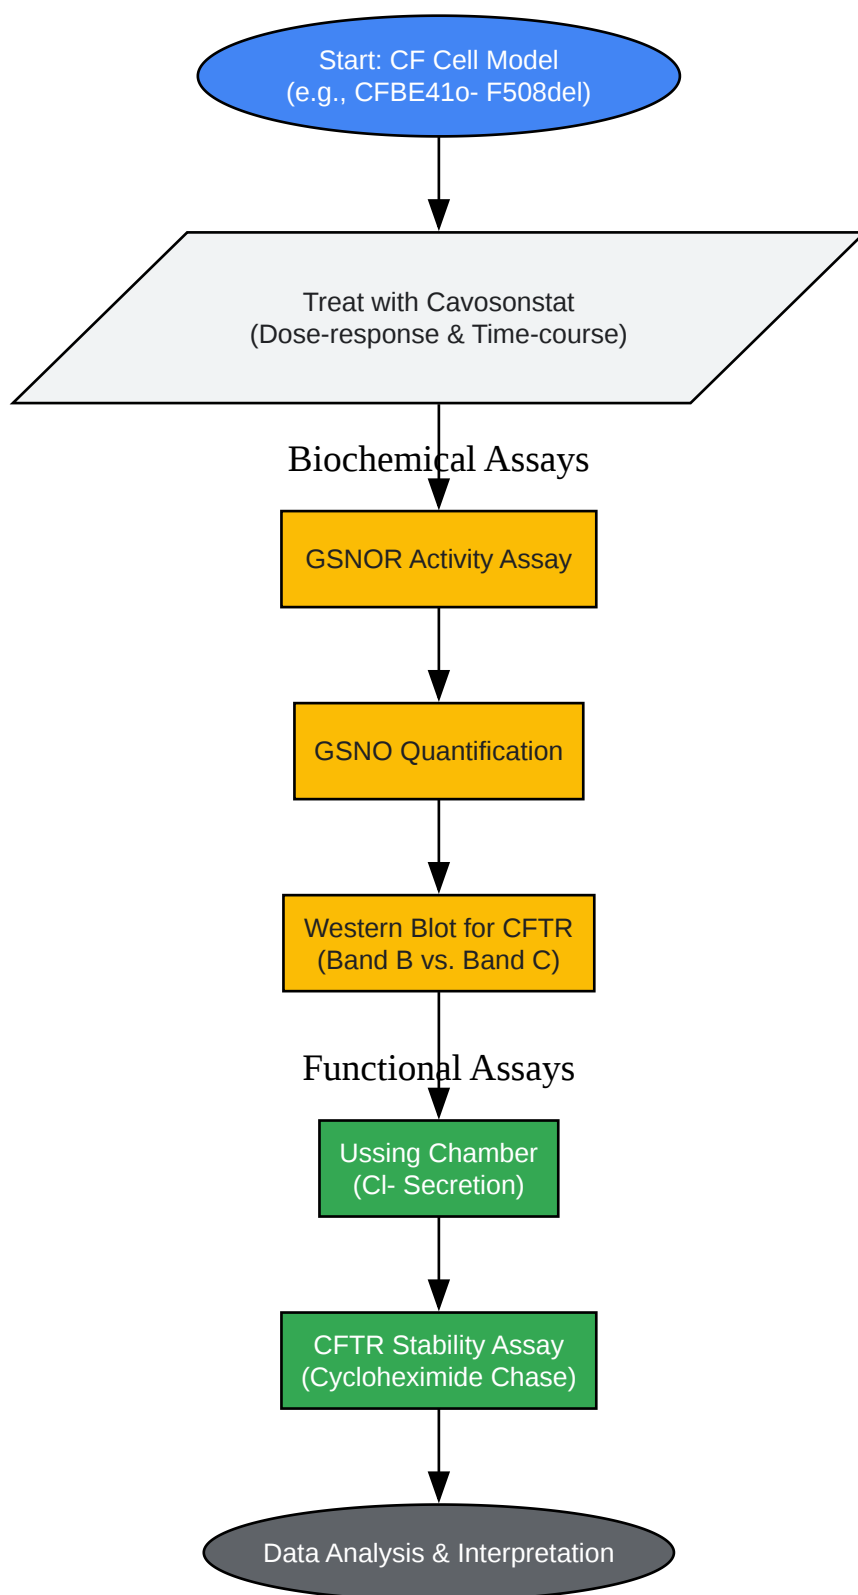 Start: CF Cell Model
(e.g., CFBE41o- F508del)
Treat with Cavosonstat
(Dose-response & Time-course)
Biochemical Assays
GSNOR Activity Assay
GSNO Quantification
Western Blot for CFTR
(Band B vs. Band C)
Functional Assays
Ussing Chamber
(Cl- Secretion)
CFTR Stability Assay
(Cycloheximide Chase)
Data Analysis & Interpretation